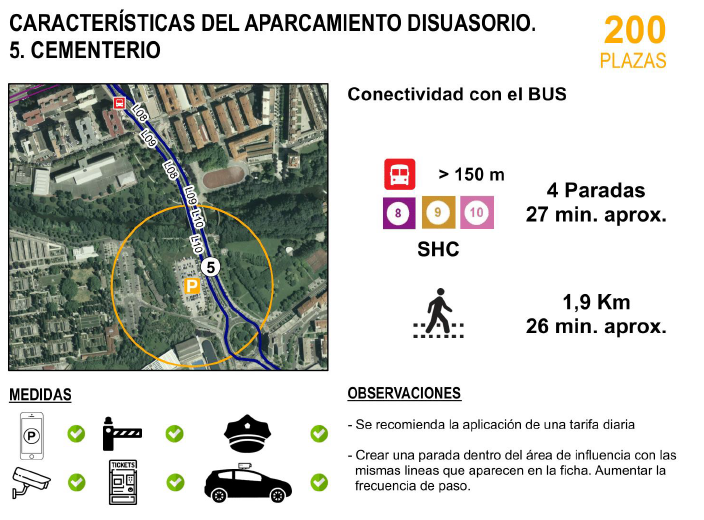 CARACTERÍSTICAS DEL APARCAMIENTO DISUASORIO.
5. CEMENTERIO
200
PLAZAS
L08
L09
L08
L09
L10
L10
5
P
Conectividad con el BUS
> 150 m
8
9
10
SHC
4 Paradas
27 min. aprox.
1,9 Km
26 min. aprox.
MEDIDAS
P
TICKETS
OBSERVACIONES
- Se recomienda la aplicación de una tarifa diaria
- Crear una parada dentro del área de influencia con las
mismas lineas que aparecen en la ficha. Aumentar la
frecuencia de paso.